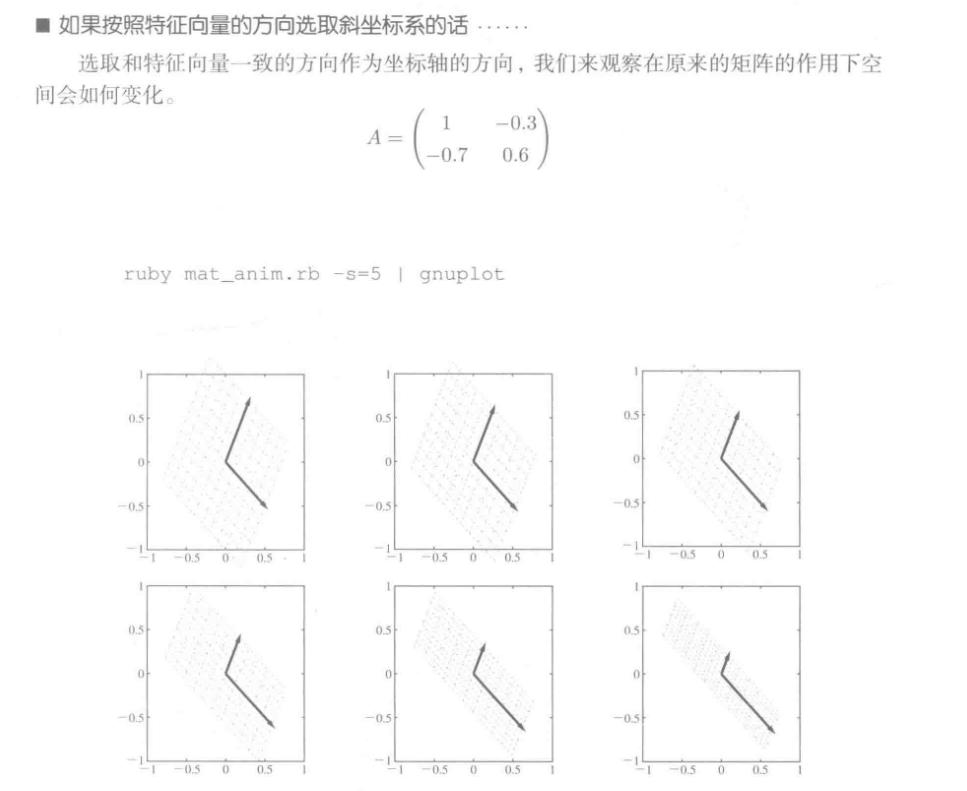 ■ 如果按照特征向量的方向选取斜坐标系的话 ······
选取和特征向量一致的方向作为坐标轴的方向，我们来观察在原来的矩阵的作用下空
间会如何变化。
A = ( 1 −0.3
−0.7 0.6 )
ruby mat_anim.rb -s=5 | gnuplot
1 1 1
0.5 0.5 0.5
0 0 0
−0.5 −0.5 −0.5
−1 −1 −1
−1 −0.5 0 0.5 1 −1 −0.5 0 0.5 1 −1 −0.5 0 0.5 1
1 1 1
0.5 0.5 0.5
0 0 0
−0.5 −0.5 −0.5
−1 −1 −1
−1 −0.5 0 0.5 1 −1 −0.5 0 0.5 1 −1 −0.5 0 0.5 1